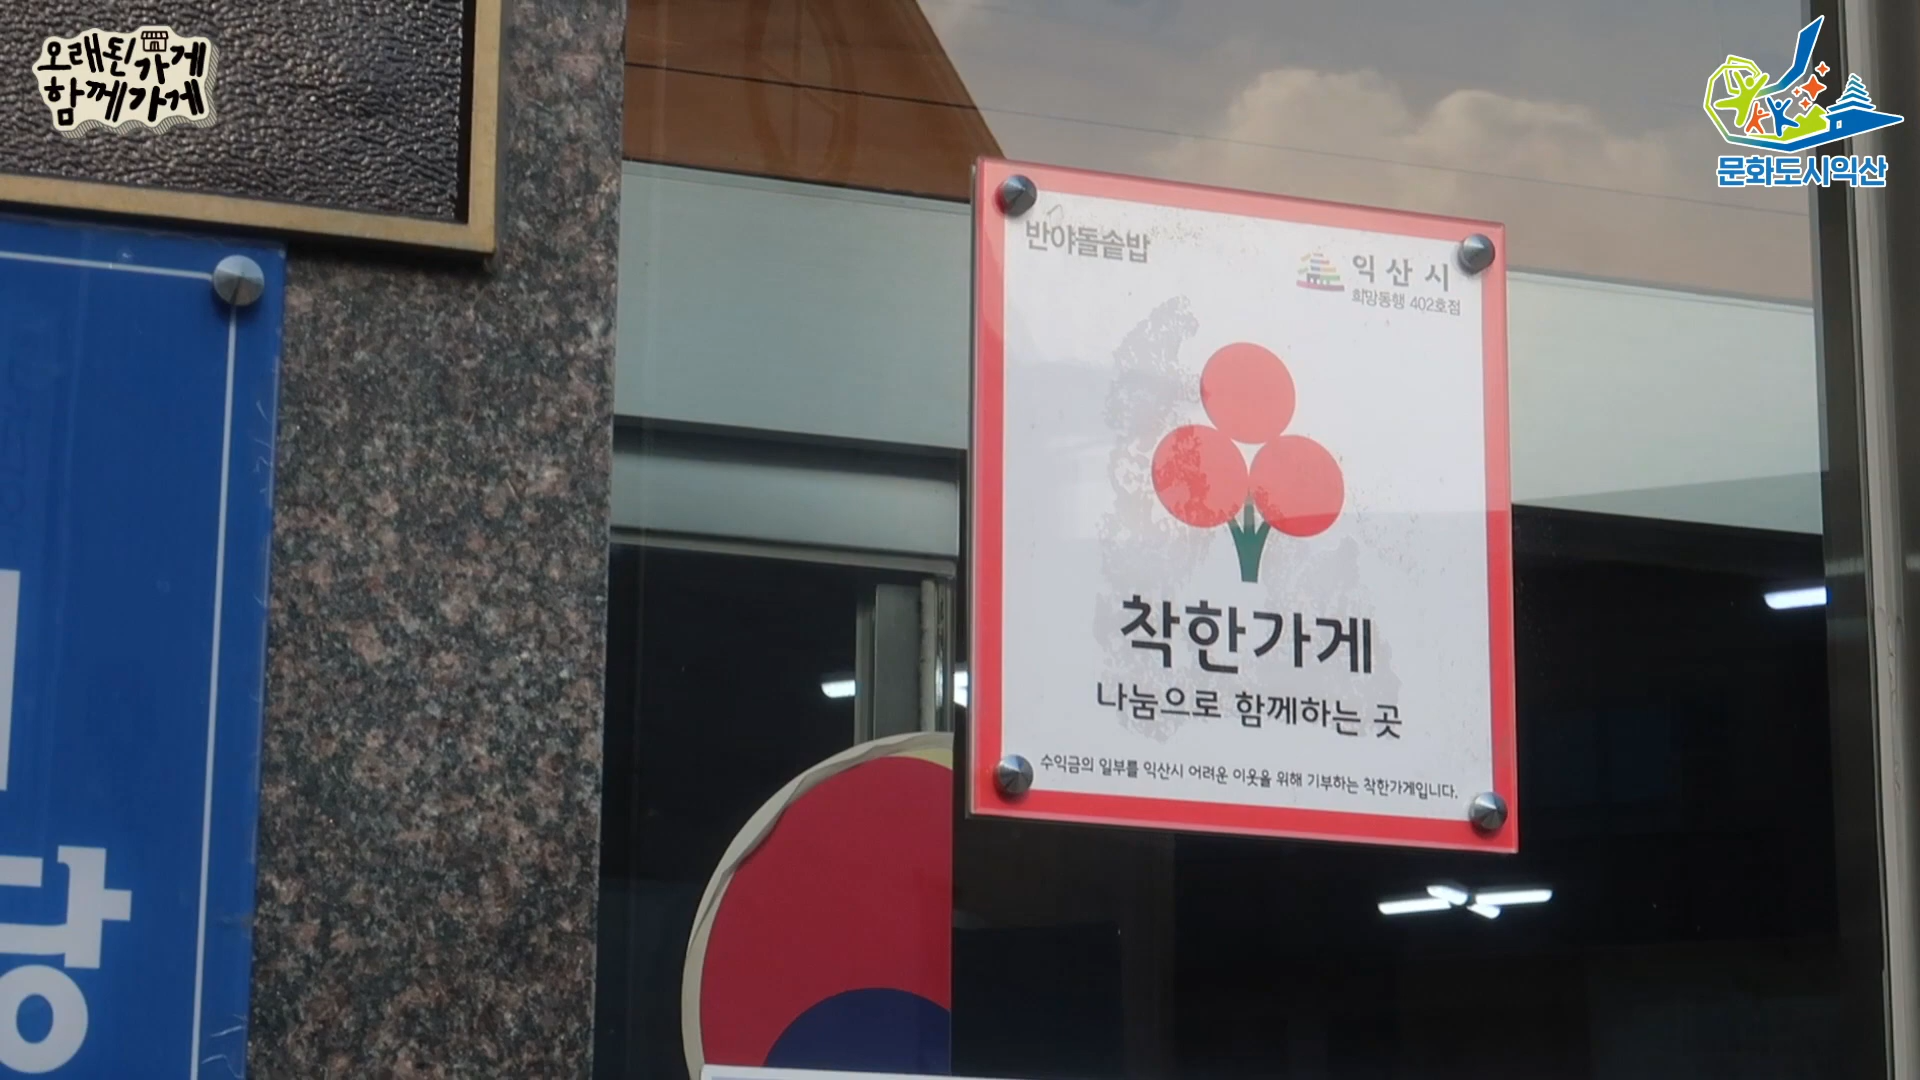 오래된가게
함께가게
문화도시익산
반야돌솥밥
익산시
희망동행 402호점
착한가게
나눔으로 함께하는 곳
수익금의 일부를 익산시 어려운 이웃을 위해 기부하는 착한가게입니다.
당